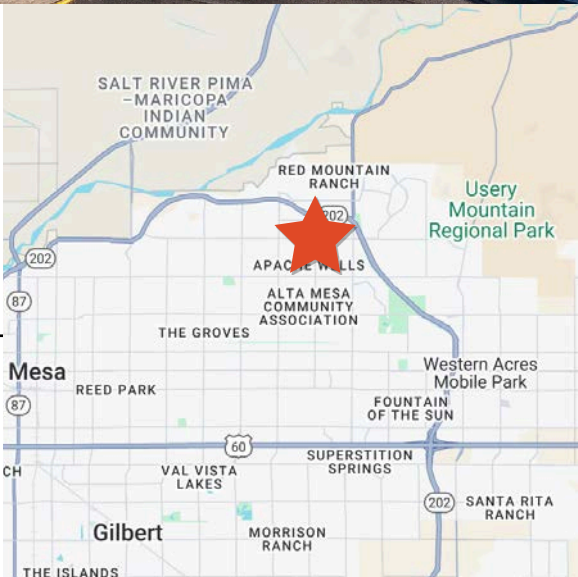 SALT RIVER PIMA
–MARICOPA
INDIAN
COMMUNITY
RED MOUNTAIN
RANCH
Usery
Mountain
Regional Park
202
202
87
APACHE WELLS
ALTA MESA
COMMUNITY
ASSOCIATION
THE GROVES
Mesa
REED PARK
Western Acres
Mobile Park
87
FOUNTAIN
OF THE SUN
60
SUPERSTITION
SPRINGS
CH
VAL VISTA
LAKES
202
SANTA RITA
RANCH
Gilbert
MORRISON
RANCH
THE ISLANDS